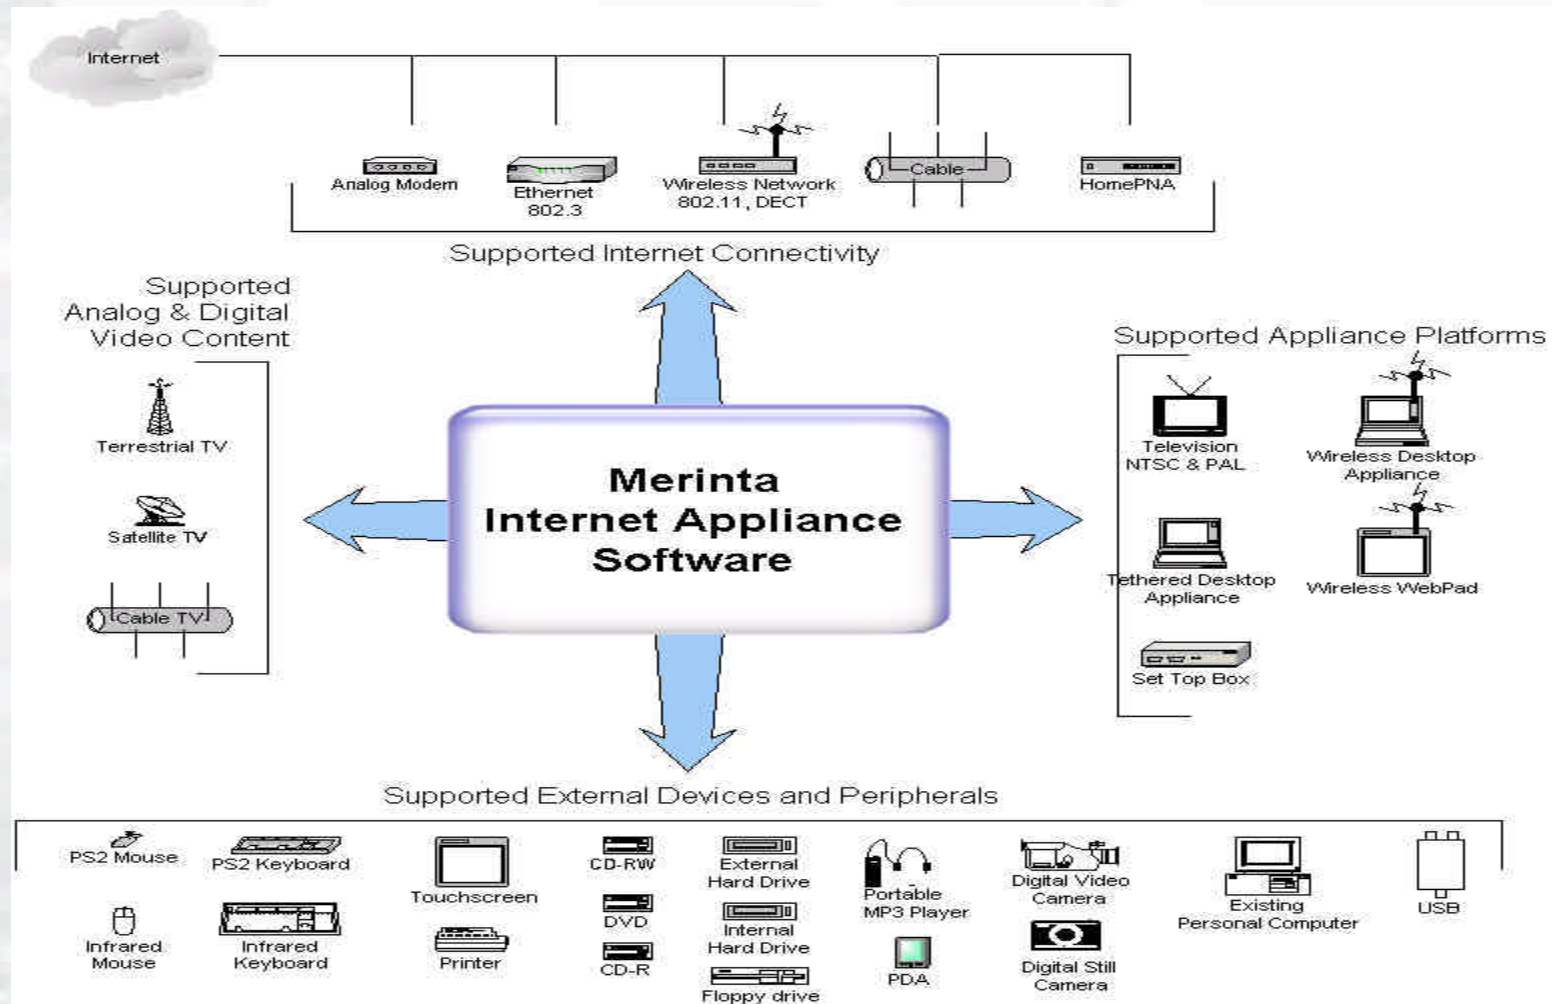 Internet
Analog Modem
Ethernet
802.3
Wireless Network
802.11, DECT
Cable
HomePNA
Supported Internet Connectivity
Supported
Analog & Digital
Video Content
Terrestrial TV
Satellite TV
Cable TV
Merinta
Internet Appliance
Software
Supported Appliance Platforms
Television
NTSC & PAL
Wireless Desktop
Appliance
Tethered Desktop
Appliance
Wireless WebPad
Set Top Box
Supported External Devices and Peripherals
PS2 Mouse
PS2 Keyboard
Touchscreen
CD-RW
External
Hard Drive
Portable
MP3 Player
Digital Video
Camera
Existing
Personal Computer
USB
Infrared
Mouse
Infrared
Keyboard
Printer
DVD
CD-R
Internal
Hard Drive
Floppy drive
PDA
Digital Still
Camera